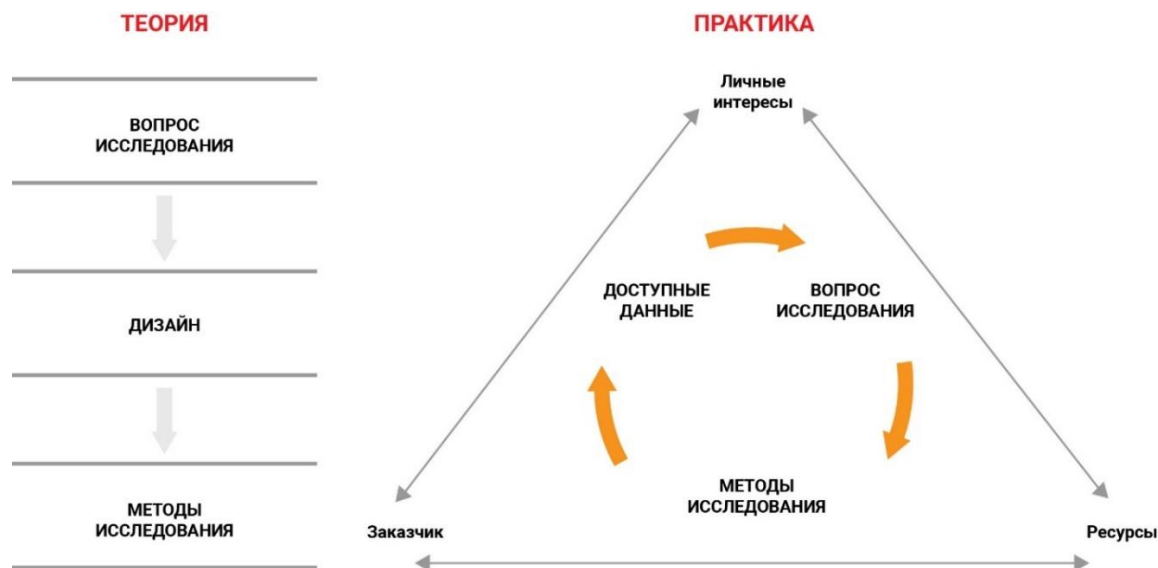 ТЕОРИЯ
ВОПРОС
ИССЛЕДОВАНИЯ
ДИЗАЙН
МЕТОДЫ
ИССЛЕДОВАНИЯ
ПРАКТИКА
Личные
интересы
ДОСТУПНЫЕ
ДАННЫЕ
ВОПРОС
ИССЛЕДОВАНИЯ
МЕТОДЫ
ИССЛЕДОВАНИЯ
Заказчик
Ресурсы